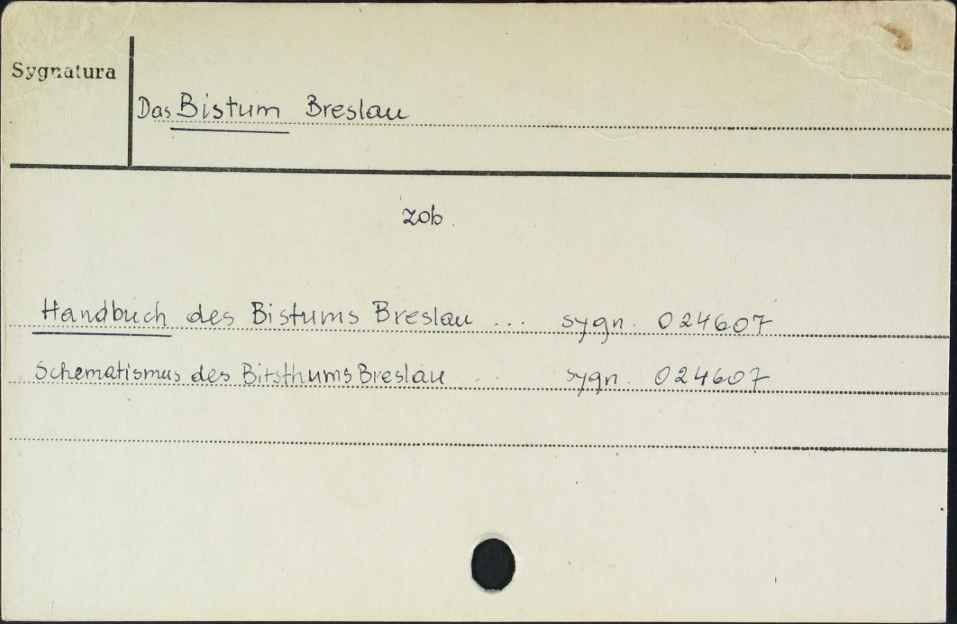 Sygnatura
Das Bistum Breslau
zob.
Handbuch des Bistums Breslau ... sygn. 024607
Schematismus des Bitsthums Breslau ... sygn. 024607